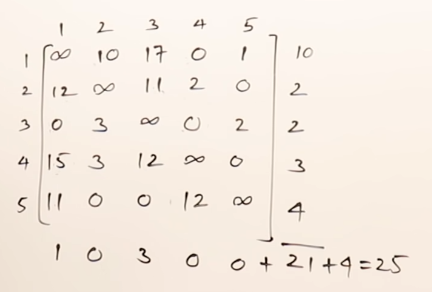 1 2 3 4 5
1 ∞ 10 17 0 1 10
2 12 ∞ 11 2 0 2
3 0 3 ∞ 0 2 2
4 15 3 12 ∞ 0 3
5 11 0 0 12 ∞ 4
1 0 3 0 0 + 21 + 4 = 25